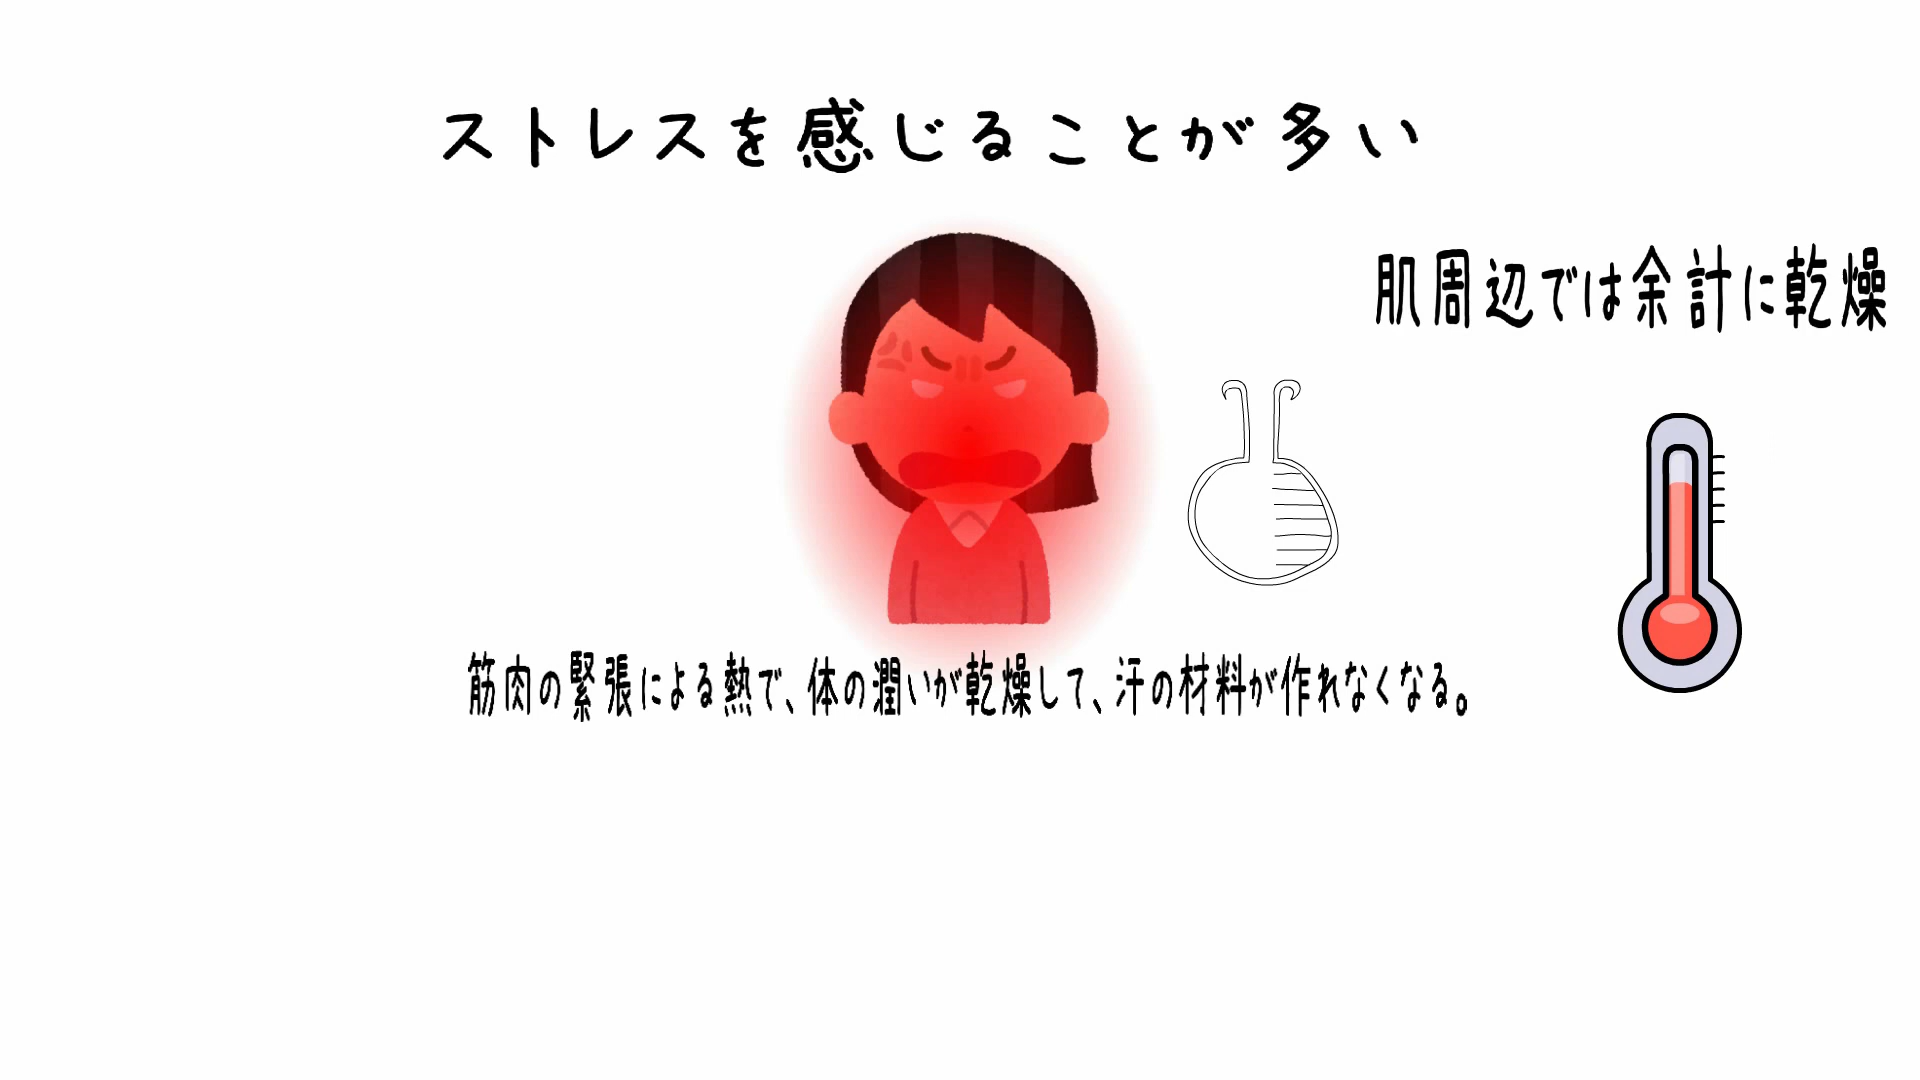 ストレスを感じることが多い
肌周辺では余計に乾燥
筋肉の緊張による熱で、体の潤いが乾燥して、汗の材料が作れなくなる。